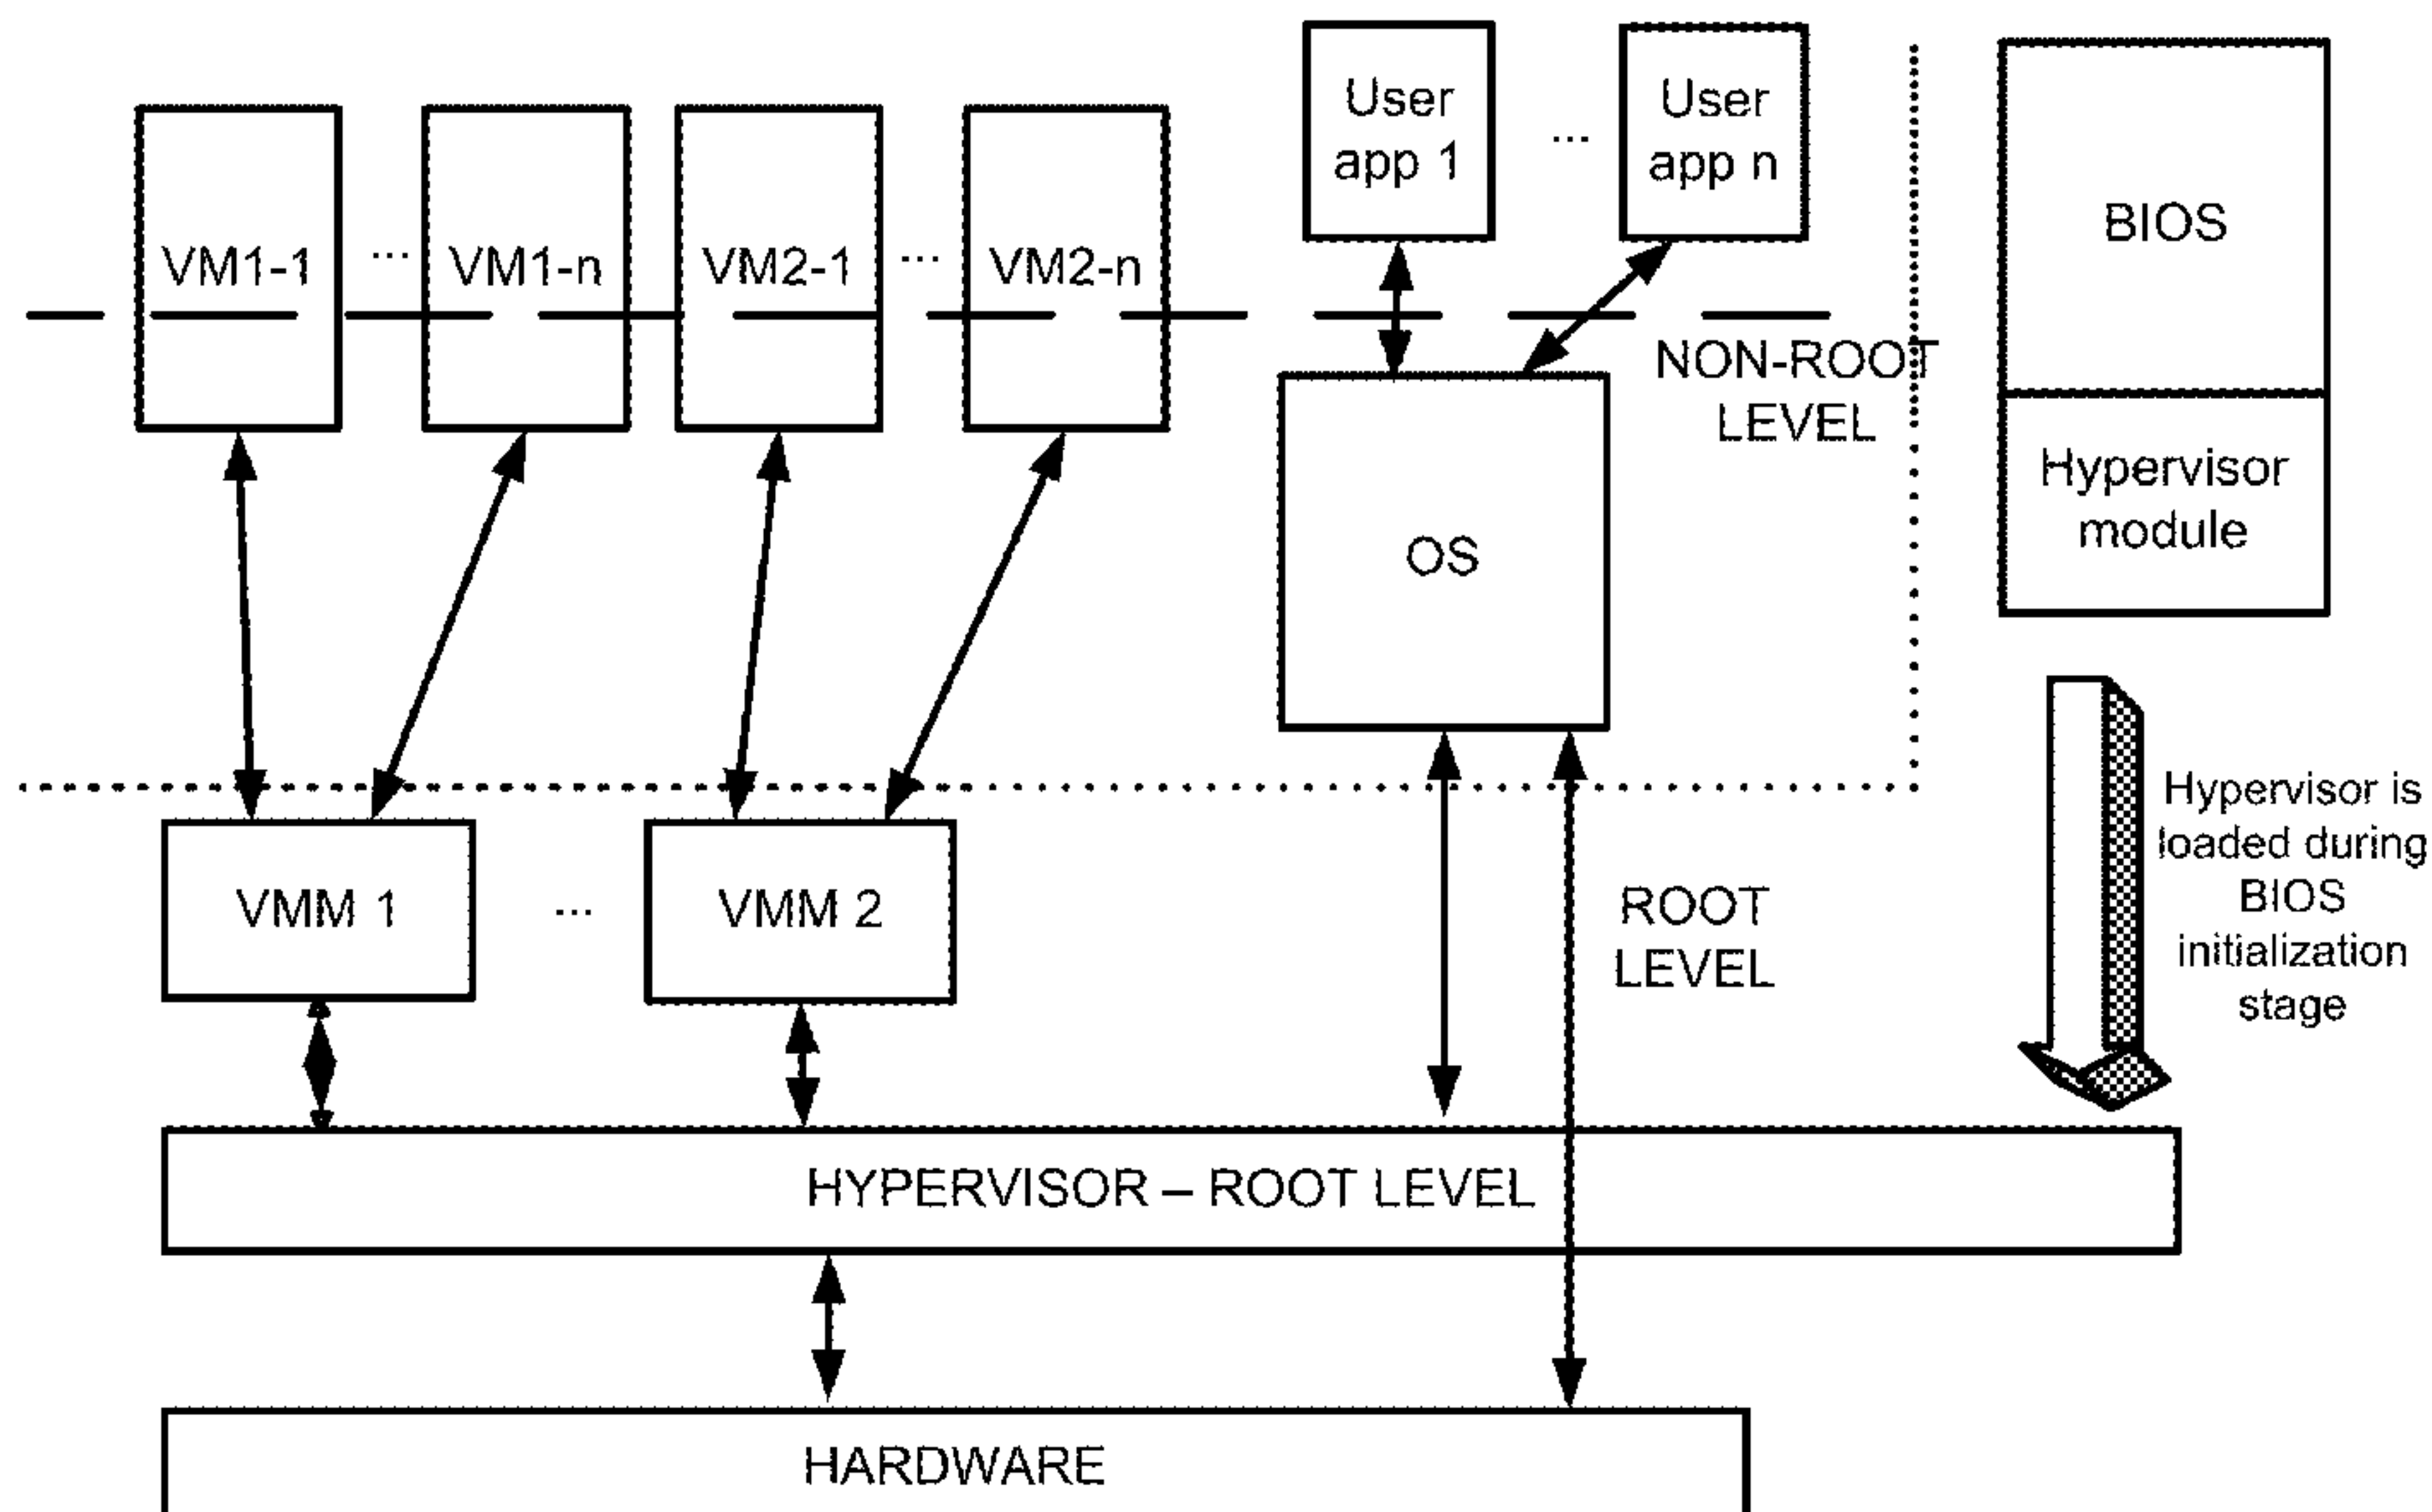 User
app 1
...
User
app n
VM1-1
...
VM1-n
VM2-1
...
VM2-n
BIOS
NON-ROOT
LEVEL
Hypervisor
module
OS
Hypervisor is
loaded during
BIOS
initialization
stage
VMM 1
...
VMM 2
ROOT
LEVEL
HYPERVISOR – ROOT LEVEL
HARDWARE